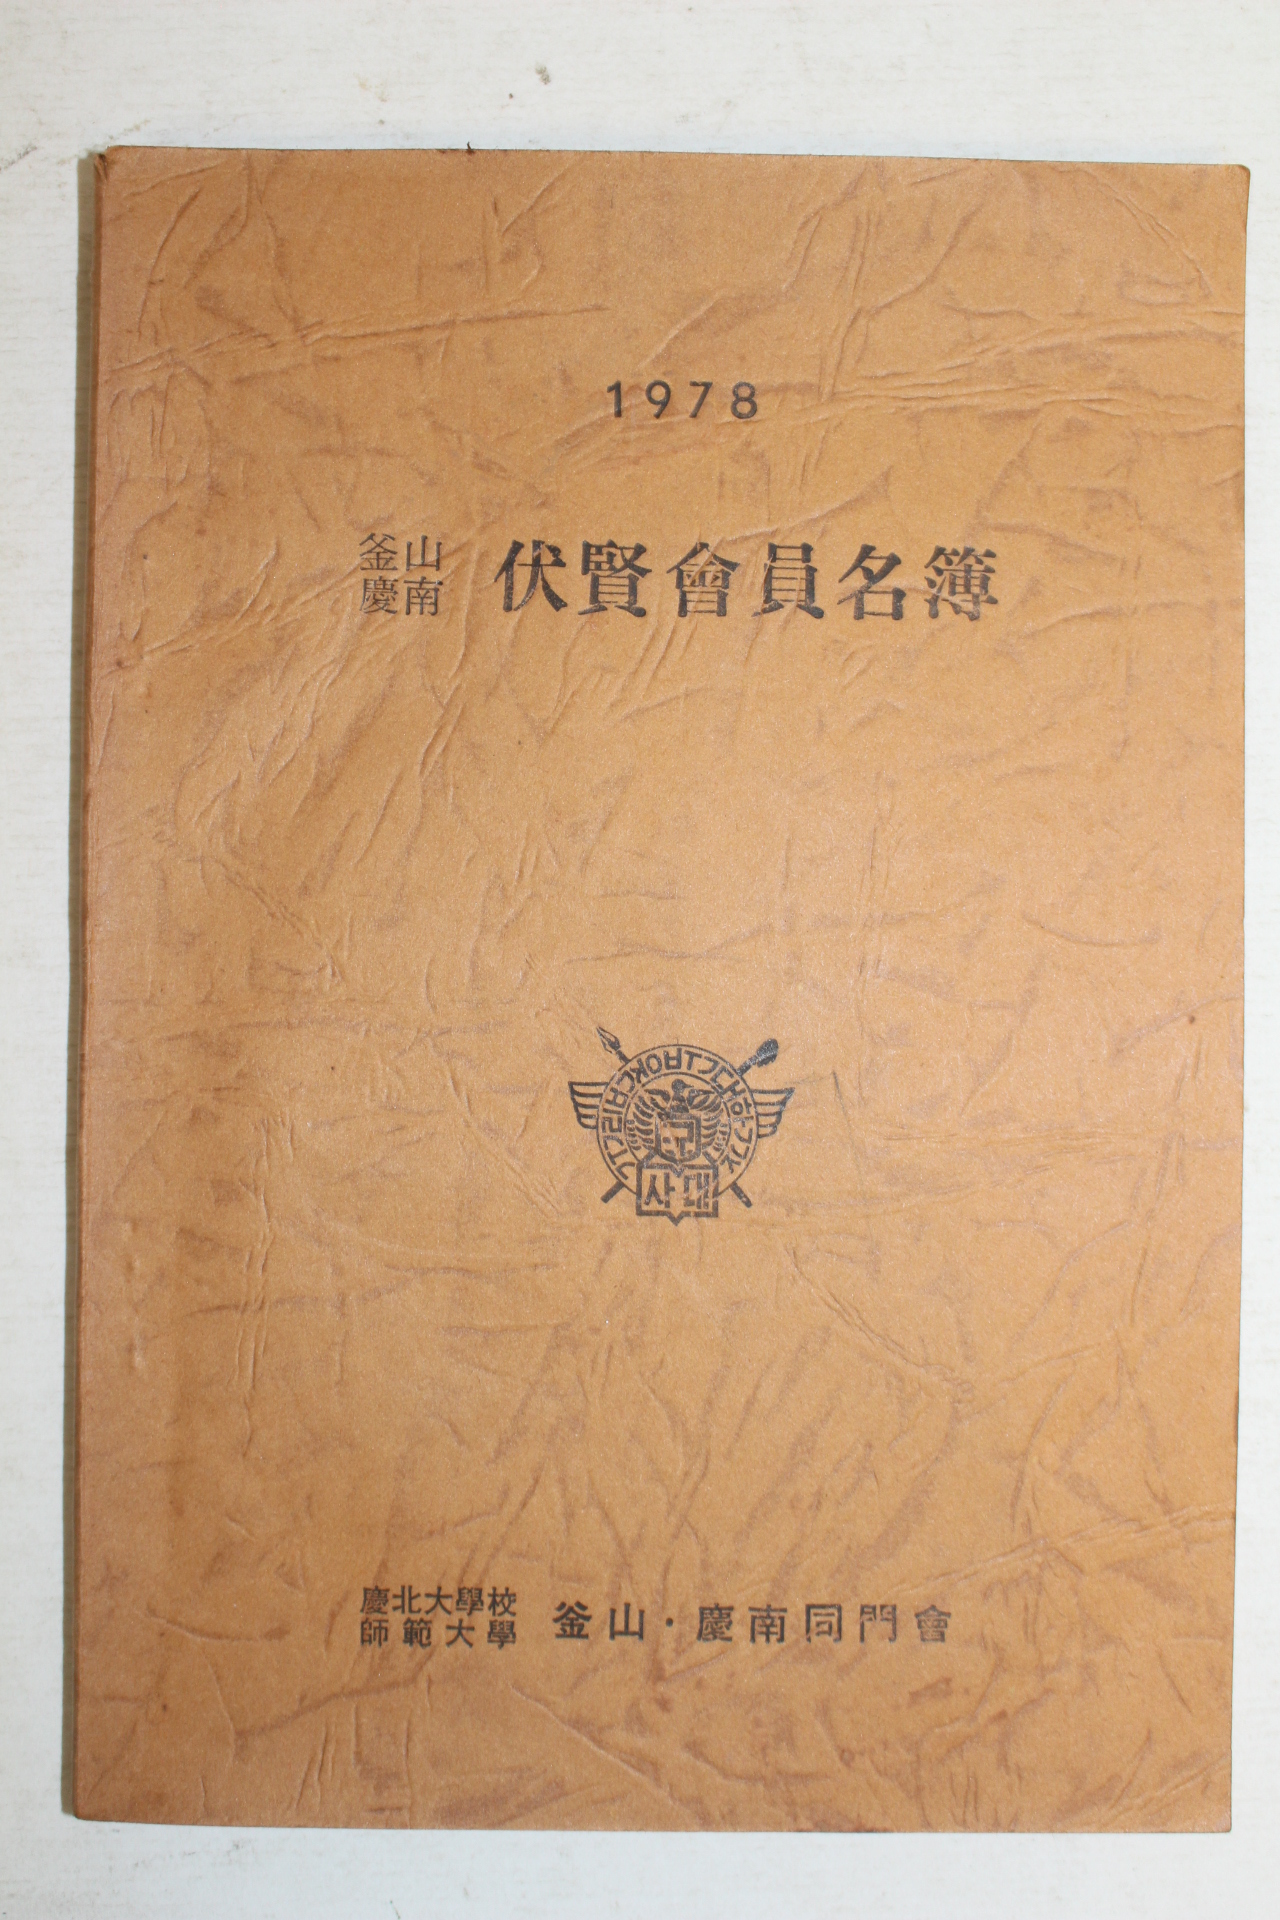 1978
釜山
慶南 伏賢會員名簿
사대
慶北大學校
師範大學 釜山·慶南同門會